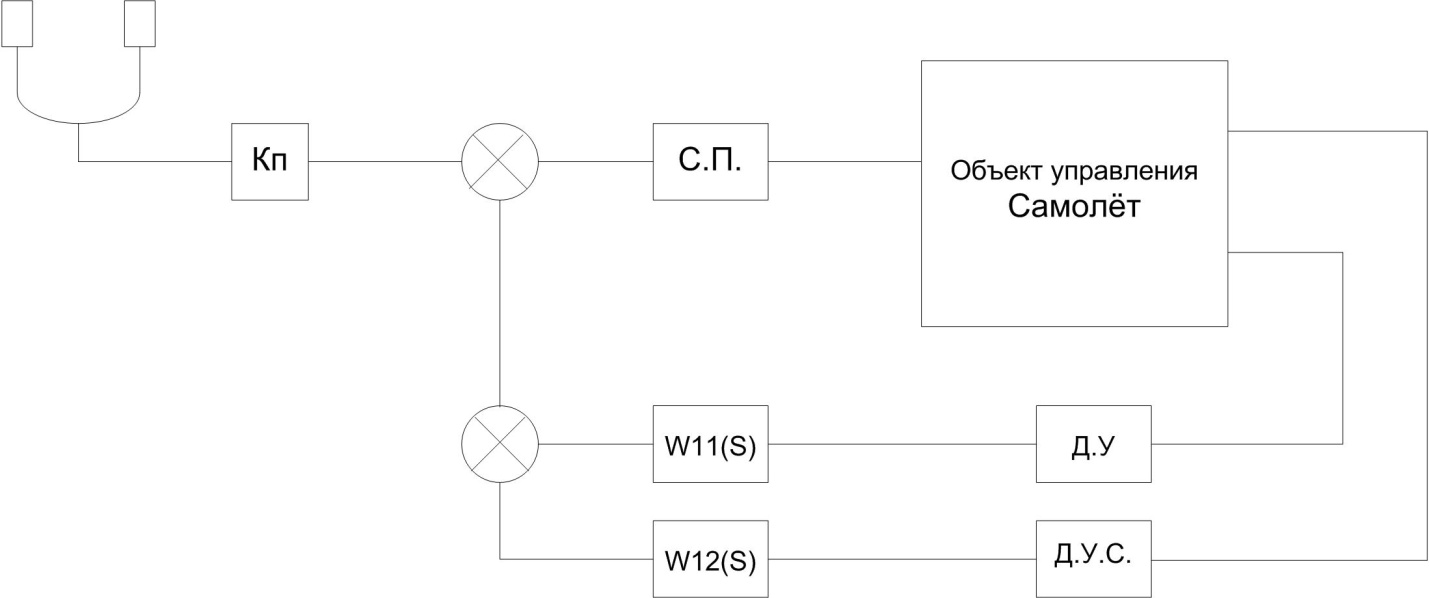 Кп
С.П.
Объект управления
Самолёт
W11(S)
Д.У
W12(S)
Д.У.С.